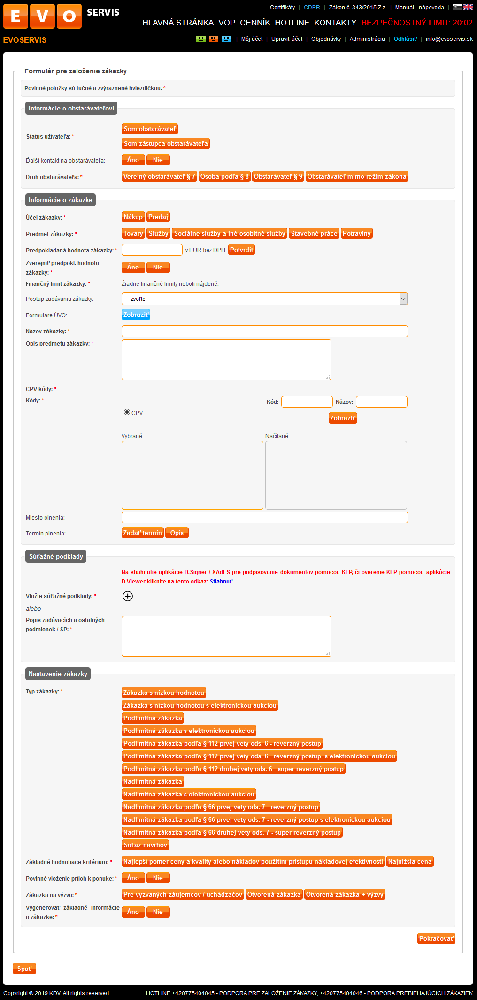 EVO SERVIS
Certifikáty | GDPR | Zákon č. 343/2015 Z.z. | Manuál - nápoveda |
HLAVNÁ STRÁNKA VOP CENNÍK HOTLINE KONTAKTY BEZPEČNOSTNÝ LIMIT: 20:02
EVOSERVIS | Môj účet | Upraviť účet | Objednávky | Administrácia | Odhlásiť | info@evoservis.sk
Formulár pre založenie zákazky
Povinné položky sú tučné a zvýraznené hviezdičkou. *
Informácie o obstarávateľovi
Som obstarávateľ
Status užívateľa: *
Som zástupca obstarávateľa
Ďalší kontakt na obstarávateľa: Áno Nie
Druh obstarávateľa: * Verejný obstarávateľ § 7 Osoba podľa § 8 Obstarávateľ § 9 Obstarávateľ mimo režim zákona
Informácie o zákazke
Účel zákazky: * Nákup Predaj
Predmet zákazky: * Tovary Služby Sociálne služby a iné osobitné služby Stavebné práce Potraviny
Predpokladaná hodnota zákazky: * v EUR bez DPH Potvrdit
Zverejniť predpokl. hodnotu
zákazky: * Áno Nie
Finančný limit zákazky: * Žiadne finančné limity neboli nájdené.
Postup zadávania zákazky: -- zvoľte --
Formuláre ÚVO: Zobraziť
Názov zákazky: *
Opis predmetu zákazky: *
CPV kódy: *
Kódy: * Kód: Názov:
CPV
Zobraziť
Vybrané Načítané
Miesto plnenia:
Termín plnenia: Zadať termín Opis
Súťažné podklady
Na stiahnutie aplikácie D.Signer / XAdES pre podpisovanie dokumentov pomocou KEP, či overenie KEP pomocou aplikácie
D.Viewer kliknite na tento odkaz: Stiahnuť
Vložte súťažné podklady: *
alebo
Popis zadávacích a ostatných
podmienok / SP: *
Nastavenie zákazky
Typ zákazky: * Zákazka s nízkou hodnotou
Zákazka s nízkou hodnotou s elektronickou aukciou
Podlimitná zákazka
Podlimitná zákazka s elektronickou aukciou
Podlimitná zákazka podľa § 112 prvej vety ods. 6 - reverzný postup
Podlimitná zákazka podľa § 112 prvej vety ods. 6 - reverzný postup s elektronickou aukciou
Podlimitná zákazka podľa § 112 druhej vety ods. 6 - super reverzný postup
Nadlimitná zákazka
Nadlimitná zákazka s elektronickou aukciou
Nadlimitná zákazka podľa § 66 prvej vety ods. 7 - reverzný postup
Nadlimitná zákazka podľa § 66 prvej vety ods. 7 - reverzný postup s elektronickou aukciou
Nadlimitná zákazka podľa § 66 druhej vety ods. 7 - super reverzný postup
Súťaž návrhov
Základné hodnotiace kritérium: * Najlepší pomer ceny a kvality alebo nákladov použitím prístupu nákladovej efektívnosti Najnižšia cena
Povinné vloženie príloh k ponuke: * Áno Nie
Zákazka na výzvu: * Pre vyzvaných záujemcov / uchádzačov Otvorená zákazka Otvorená zákazka + výzvy
Vygenerovať základné informácie
o zákazke: * Áno Nie
Pokračovať
Späť
Copyright © 2019 KDV. All rights reserved HOTLINE +420775404045 - PODPORA PRE ZALOŽENIE ZÁKAZKY; +420775404046 - PODPORA PREBIEHAJÚCICH ZÁKAZIEK